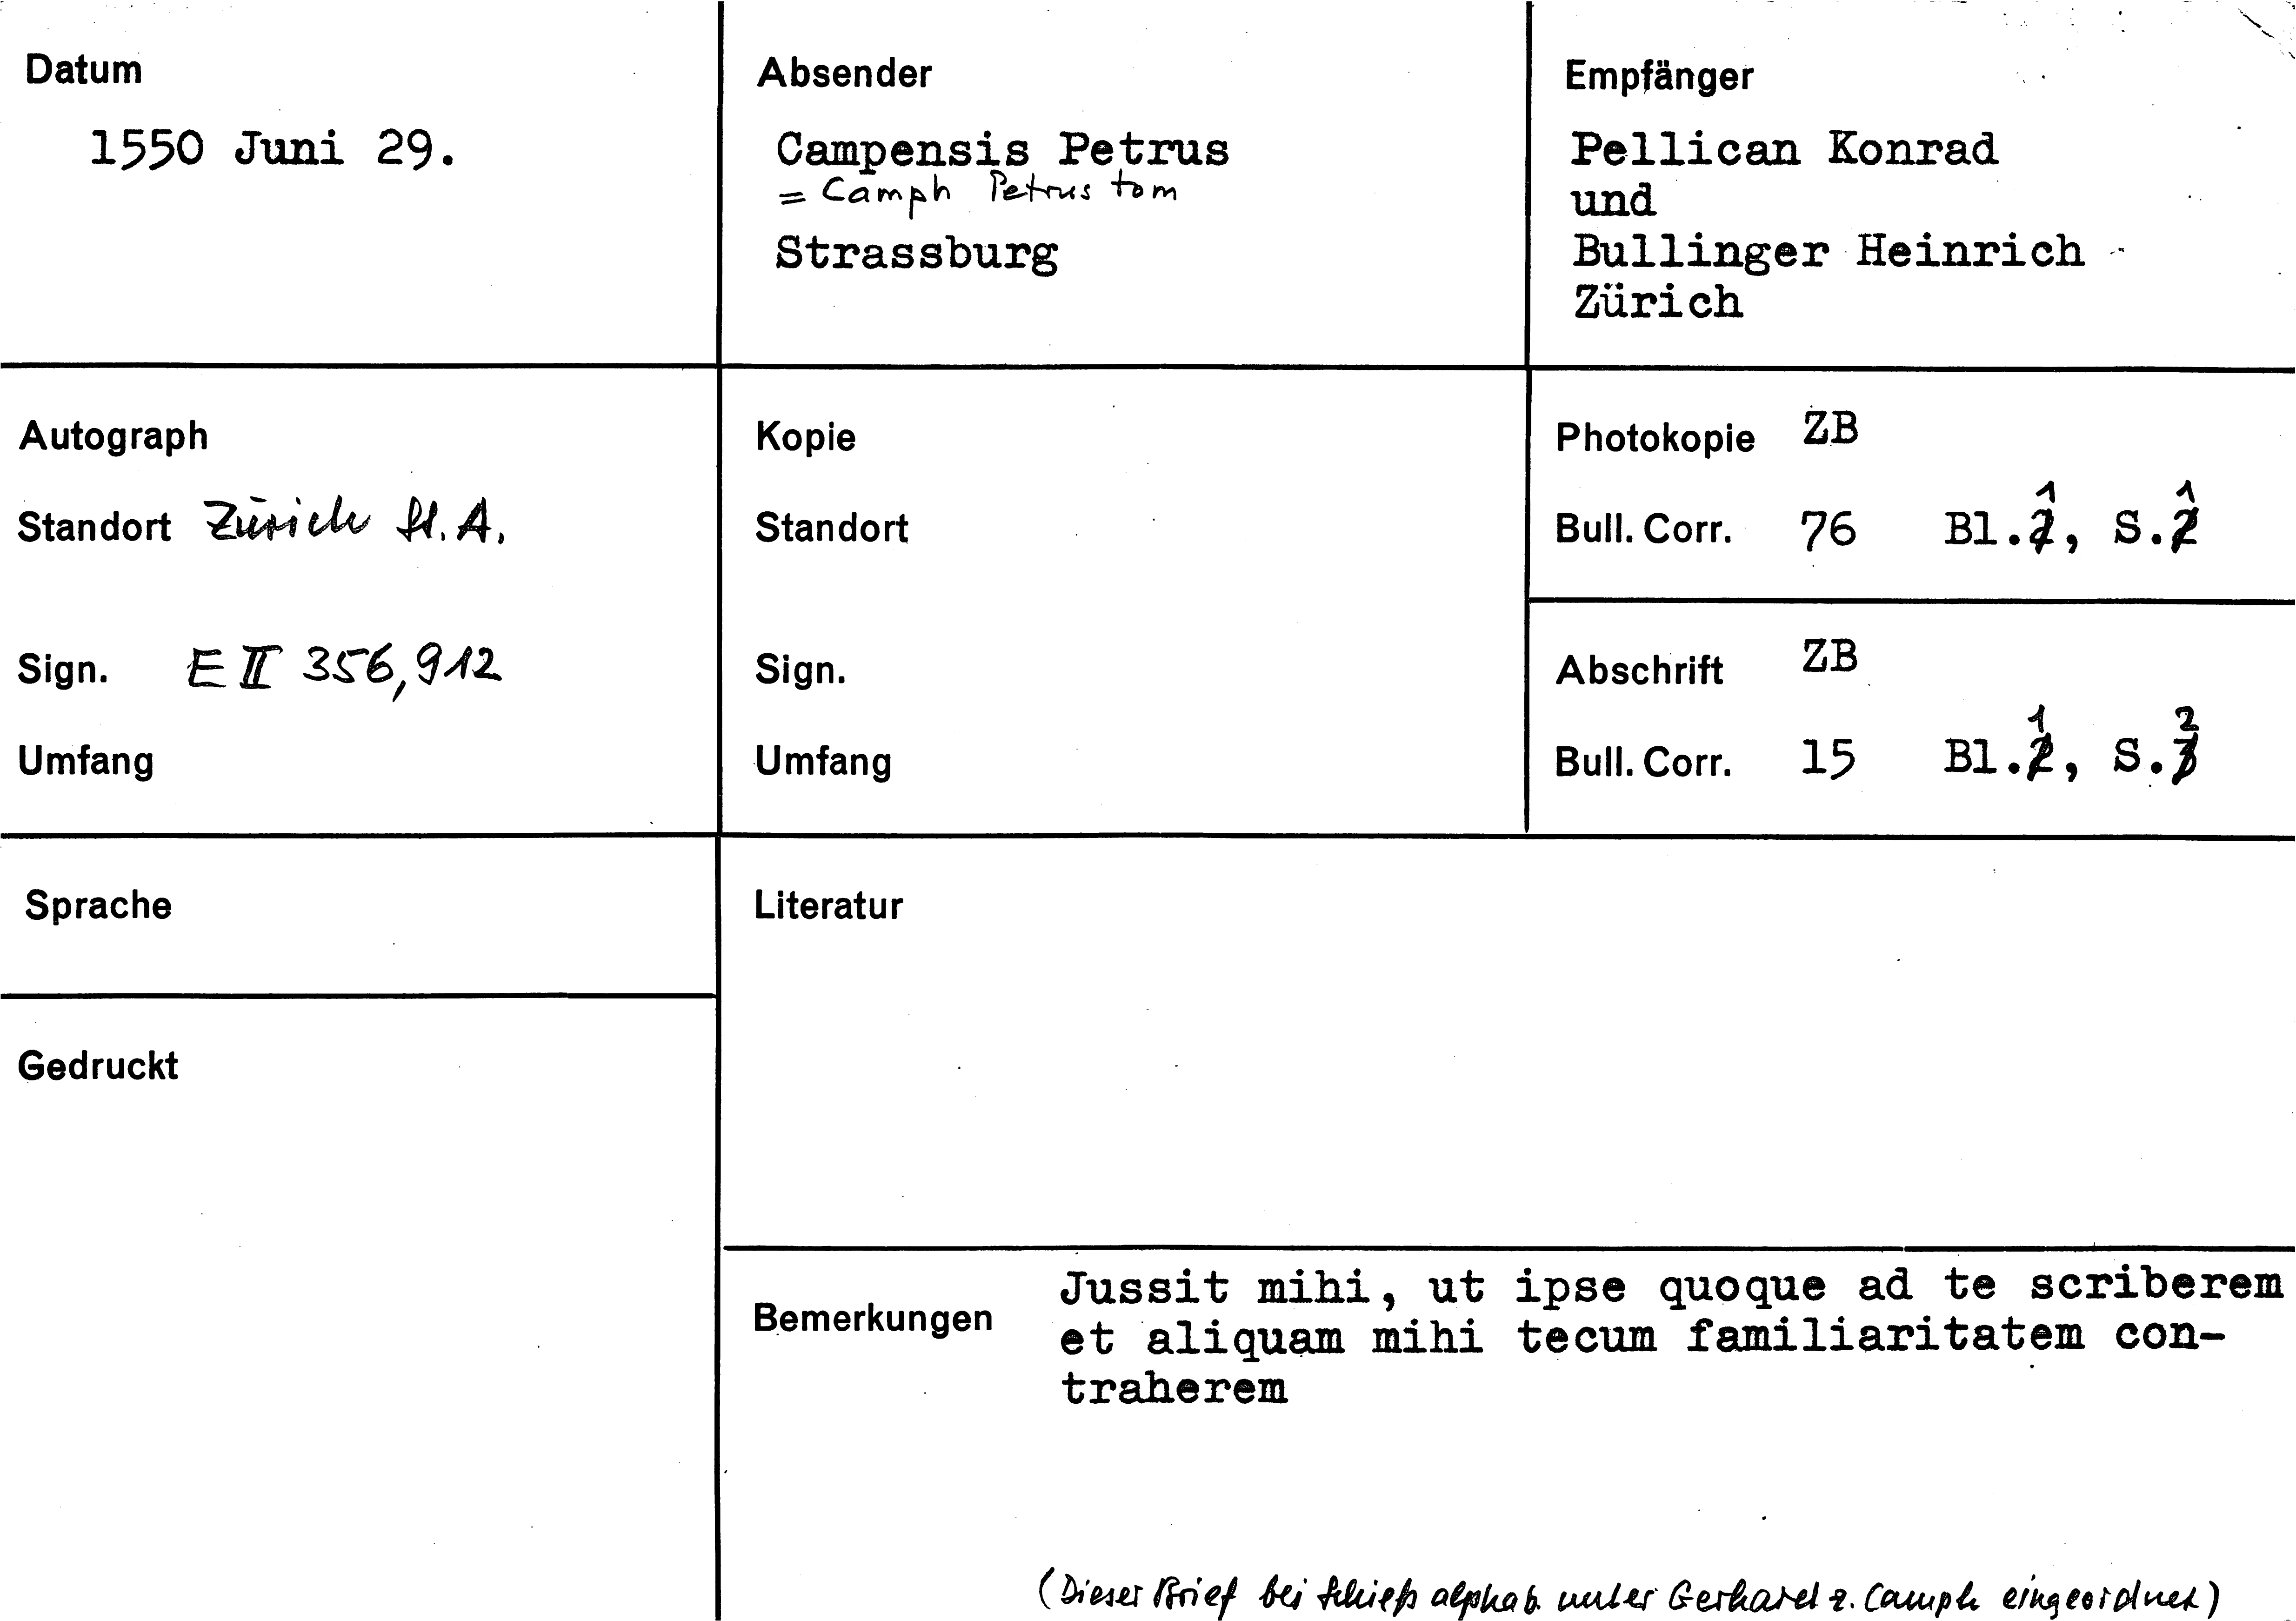 Datum
1550 Juni 29.
Absender
Campensis Petrus
= Camph Petrus tom
Strassburg
Empfänger
Pellican Konrad
und
Bullinger Heinrich
Zürich
Autograph
Standort Zürich St. A.
Sign. E II 356, 912
Umfang
Kopie
Standort
Sign.
Umfang
Photokopie ZB
Bull. Corr. 76 Bl. 1, S. 1
Abschrift ZB
Bull. Corr. 15 Bl. 1, S. 2
Sprache
Gedruckt
Literatur
Bemerkungen
Jussit mihi, ut ipse quoque ad te scriberem
et aliquam mihi tecum familiaritatem con-
traherem
(Dieser Brief bei Schieß alphab. unter Gerhard z. Camph eingeordnet)